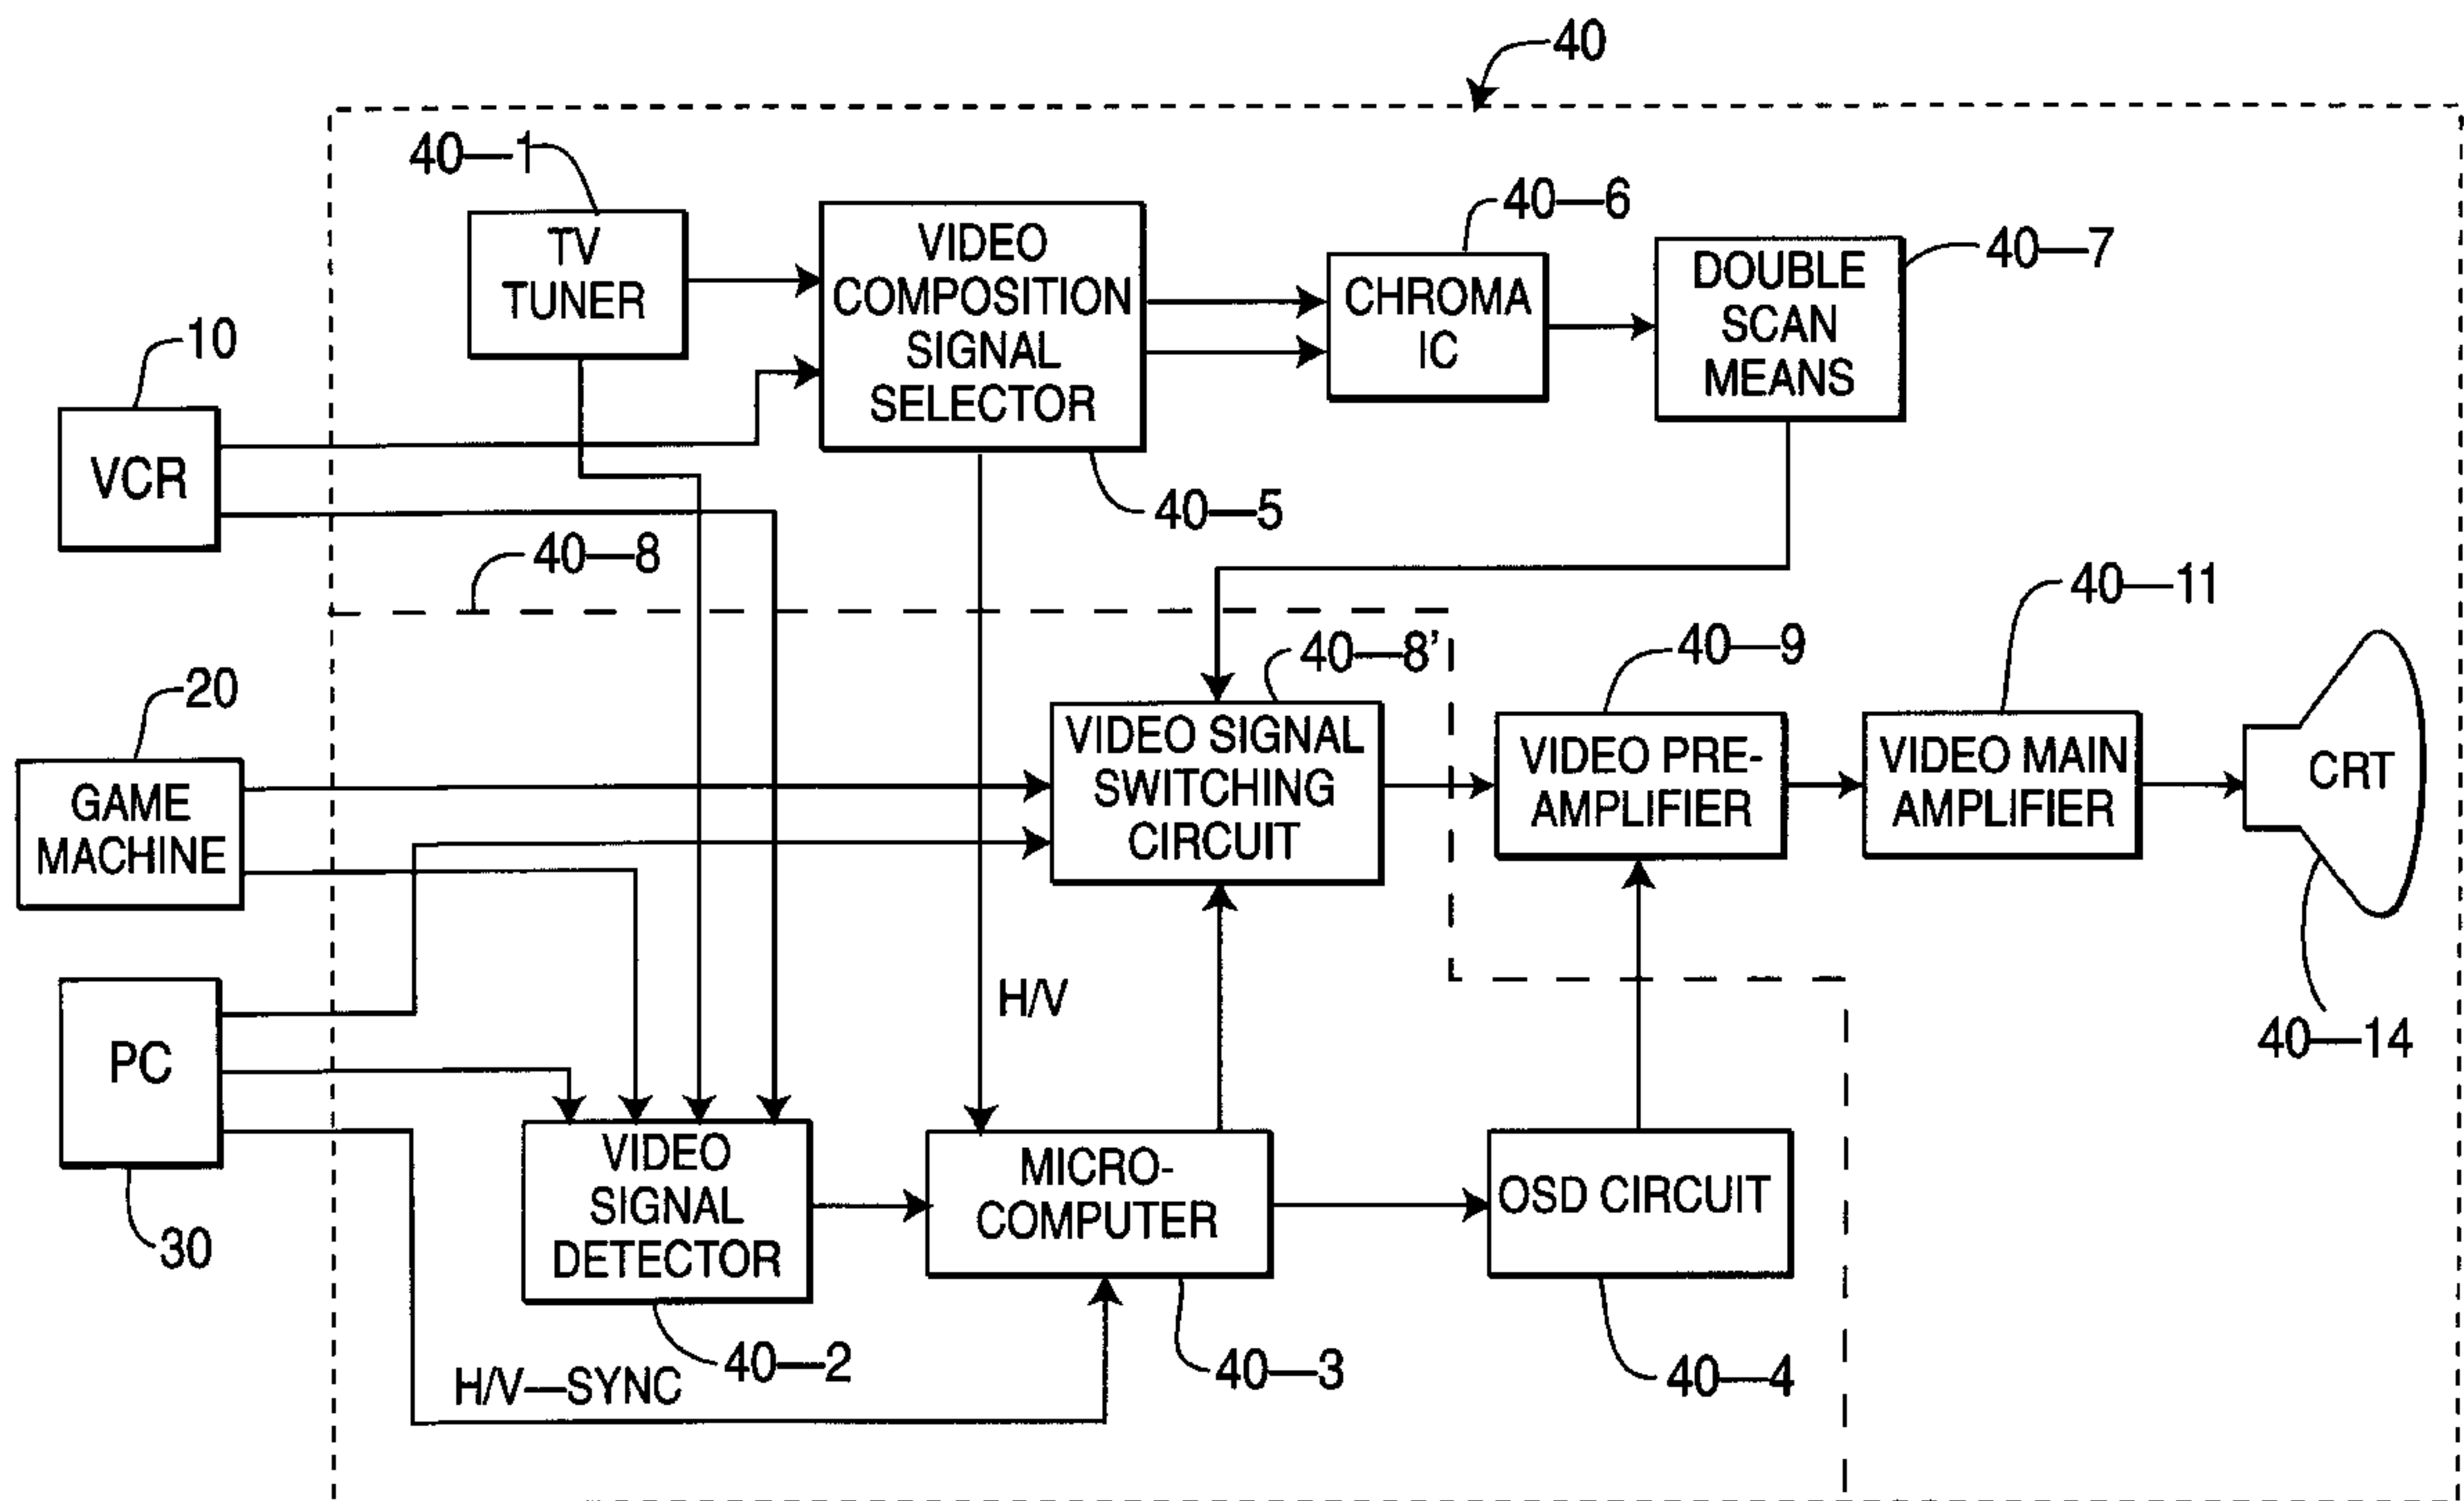 40
40—1
TV
TUNER
VIDEO
COMPOSITION
SIGNAL
SELECTOR
40—5
40—6
CHROMA
IC
40—7
DOUBLE
SCAN
MEANS
10
VCR
40—8
20
GAME
MACHINE
40—8’
VIDEO SIGNAL
SWITCHING
CIRCUIT
40—9
VIDEO PRE-
AMPLIFIER
40—11
VIDEO MAIN
AMPLIFIER
CRT
40—14
H/V
PC
30
VIDEO
SIGNAL
DETECTOR
40—2
MICRO-
COMPUTER
40—3
OSD CIRCUIT
40—4
H/V—SYNC